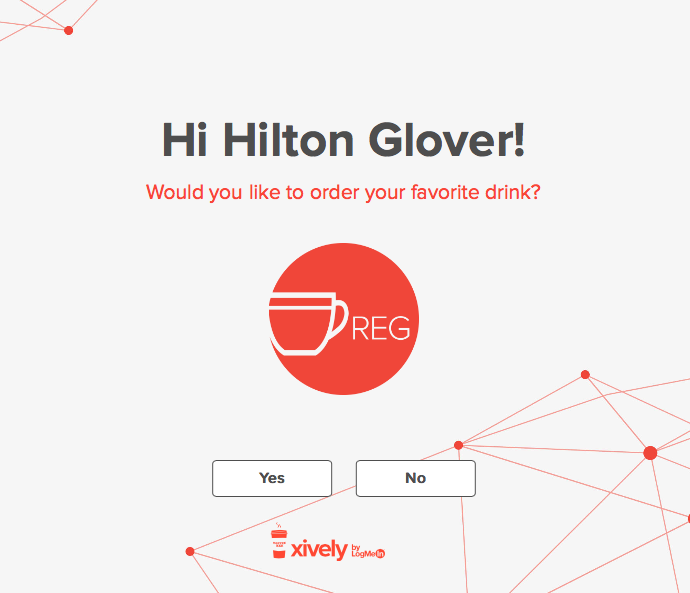 Hi Hilton Glover!
Would you like to order your favorite drink?
REG
Yes
No
xively
by
LogMeIn